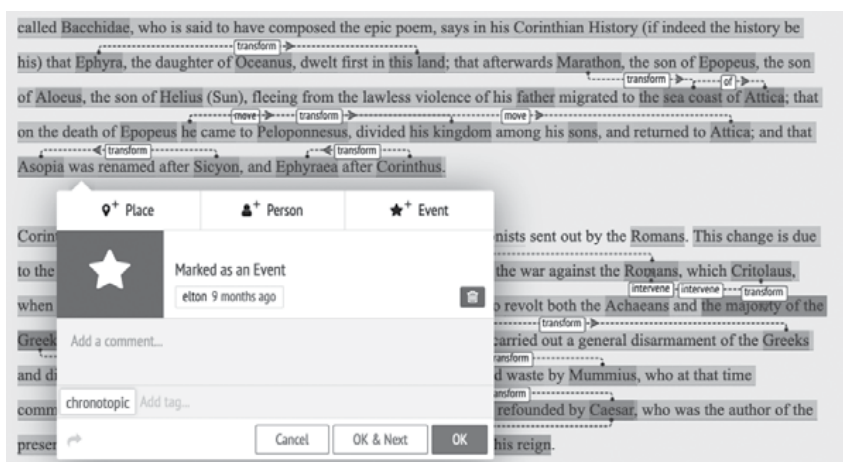 called Bacchidae, who is said to have composed the epic poem, says in his Corinthian History (if indeed the history be
transform
his) that Ephyra, the daughter of Oceanus, dwelt first in this land; that afterwards Marathon, the son of Epopeus, the son
transform of
of Aloeus, the son of Helius (Sun), fleeing from the lawless violence of his father migrated to the sea coast of Attica; that
move transform move
on the death of Epopeus he came to Peloponnesus, divided his kingdom among his sons, and returned to Attica; and that
transform transform
Asopia was renamed after Sicyon, and Ephyraea after Corinthus.
Place Person Event
Corin nists sent out by the Romans. This change is due
Marked as an Event
to the the war against the Romans, which Critolaus,
intervene intervene transform
elton 9 months ago
when o revolt both the Achaeans and the majority of the
transform
Greek Add a comment... carried out a general disarmament of the Greeks
ransform
and di d waste by Mummius, who at that time
ransform
comm chronotopic Add tag... refounded by Caesar, who was the author of the
preser Cancel OK & Next OK his reign.